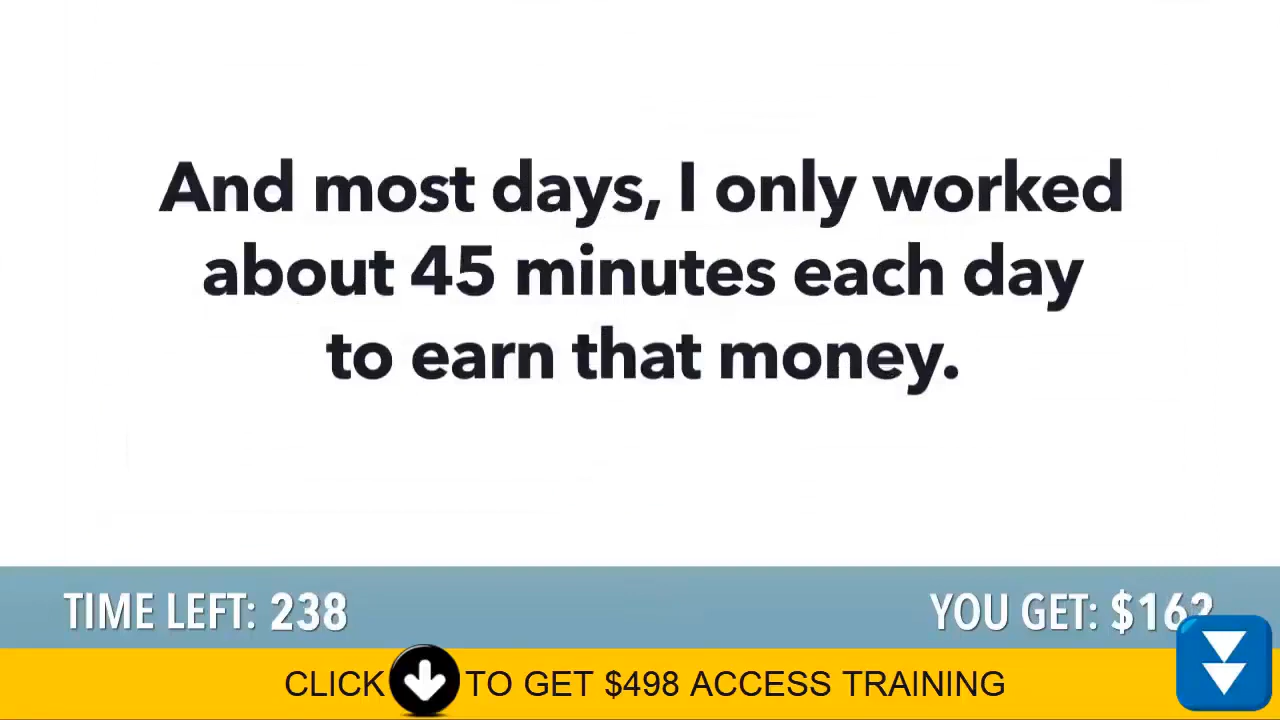 And most days, I only worked
about 45 minutes each day
to earn that money.
TIME LEFT: 238
YOU GET: $162
CLICK TO GET $498 ACCESS TRAINING